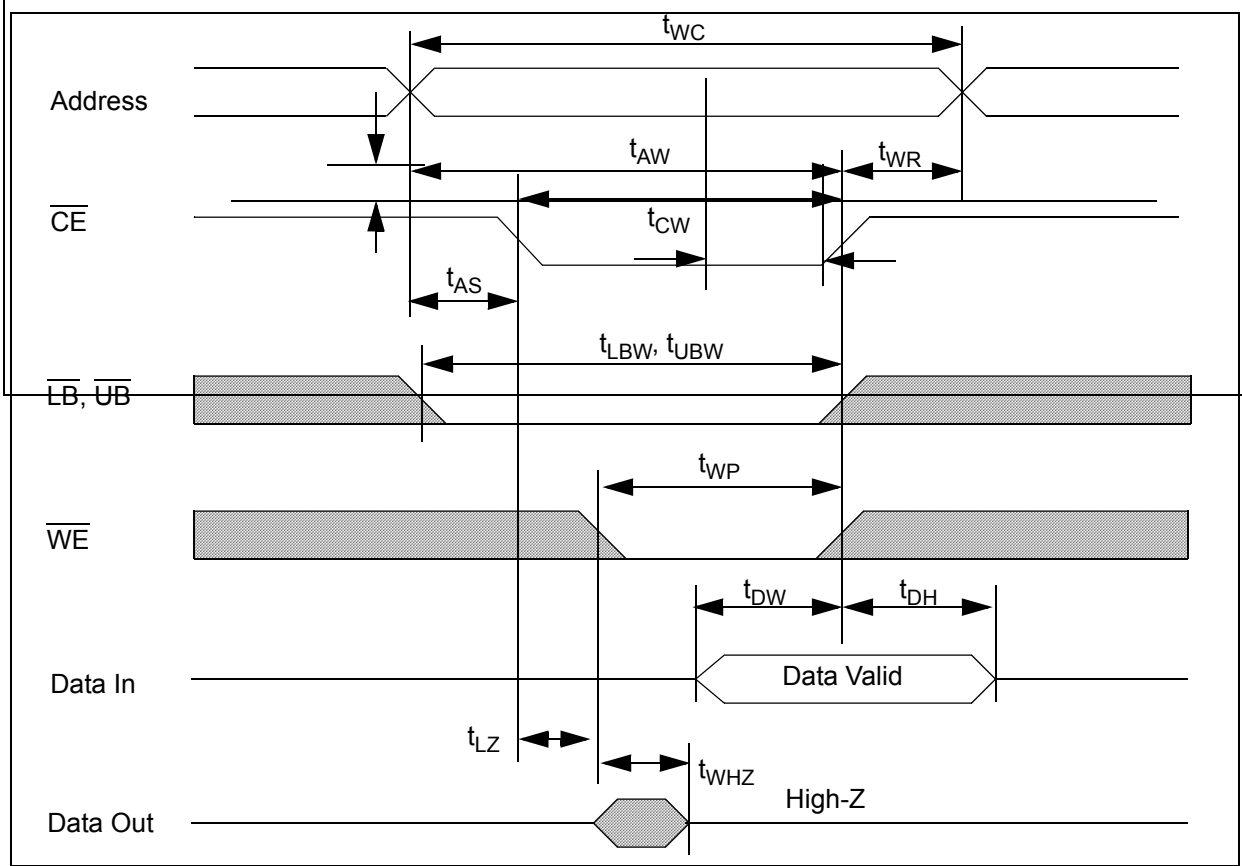 tWC
Address
tAW
tWR
CE
tCW
tAS
tLBW, tUBW
LB, UB
tWP
WE
tDW
tDH
Data In
Data Valid
tLZ
tWHZ
High-Z
Data Out